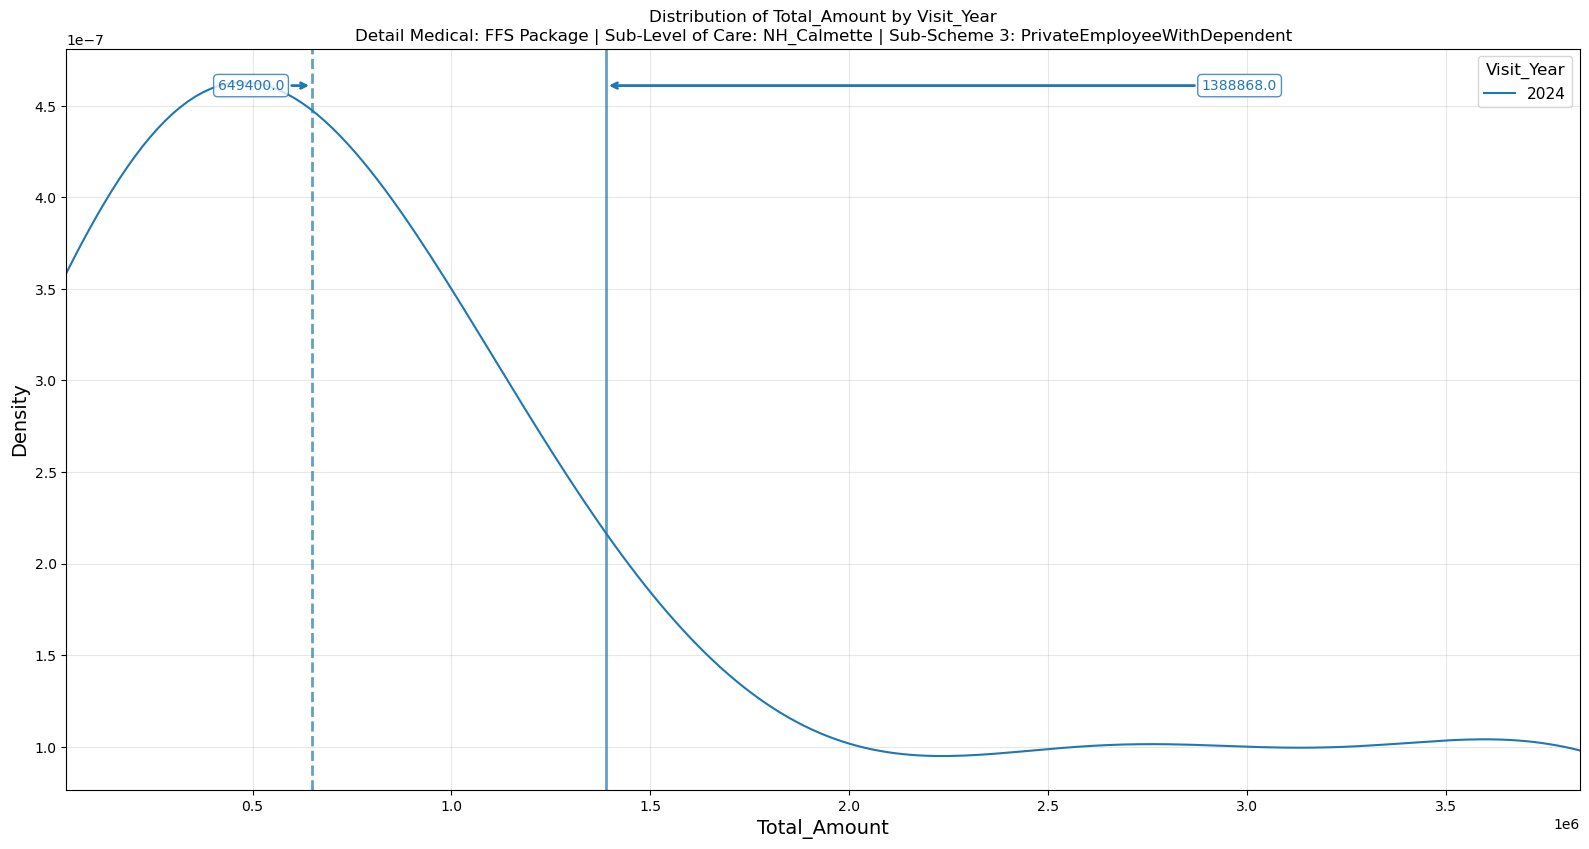 Distribution of Total_Amount by Visit_Year
Detail Medical: FFS Package | Sub-Level of Care: NH_Calmette | Sub-Scheme 3: PrivateEmployeeWithDependent
1e−7
649400.0
1388868.0
Visit_Year
2024
4.5
4.0
3.5
3.0
2.5
2.0
1.5
1.0
Density
0.5
1.0
1.5
2.0
2.5
3.0
3.5
1e6
Total_Amount